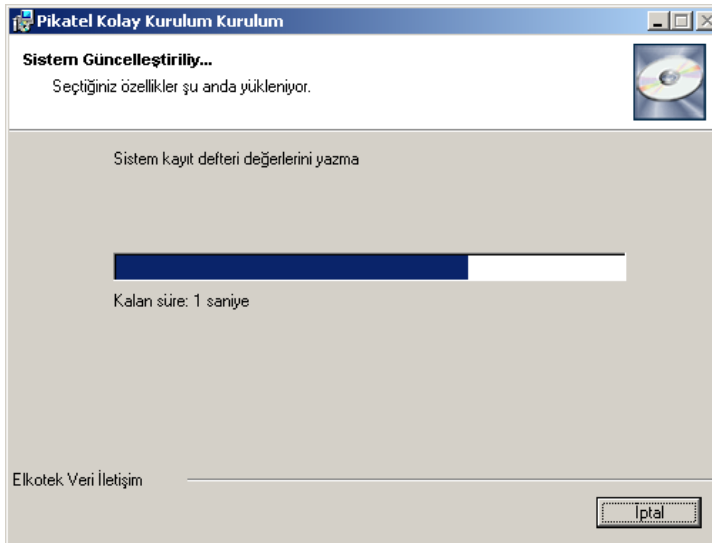 Pikatel Kolay Kurulum Kurulum
Sistem Güncelleştiriliy...
Seçtiğiniz özellikler şu anda yükleniyor.
Sistem kayıt defteri değerlerini yazma
Kalan süre: 1 saniye
Elkotek Veri İletişim
İptal